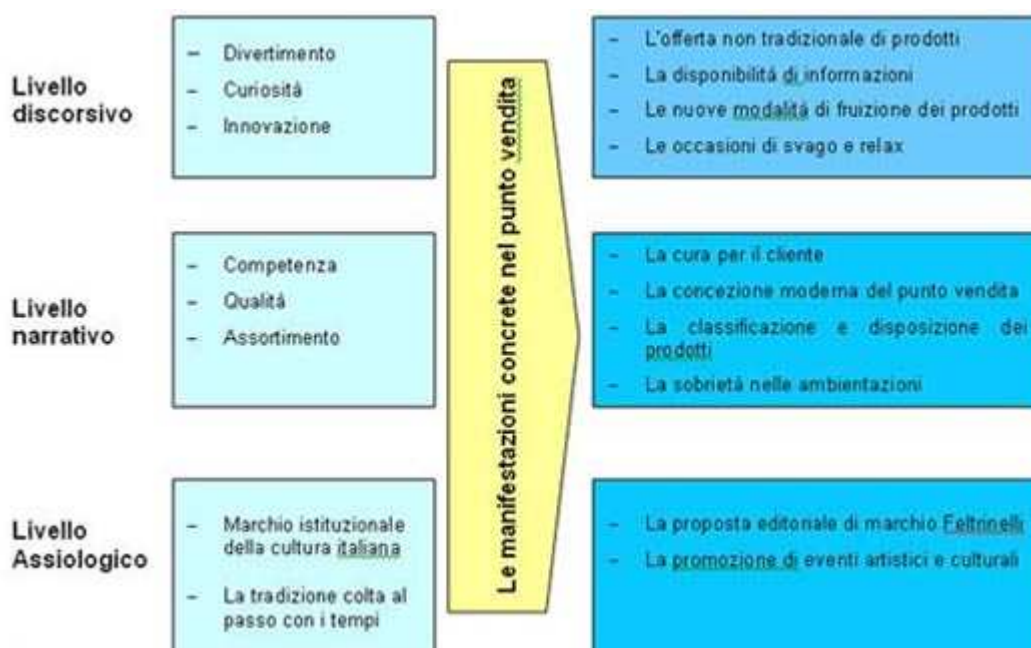 Livello
discorsivo
– Divertimento
– Curiosità
– Innovazione
– L'offerta non tradizionale di prodotti
– La disponibilità di informazioni
– Le nuove modalità di fruizione dei prodotti
– Le occasioni di svago e relax
Le manifestazioni concrete nel punto vendita
Livello
narrativo
– Competenza
– Qualità
– Assortimento
– La cura per il cliente
– La concezione moderna del punto vendita
– La classificazione e disposizione dei
prodotti
– La sobrietà nelle ambientazioni
Livello
Assiologico
– Marchio istituzionale
della cultura italiana
– La tradizione colta al
passo con i tempi
– La proposta editoriale di marchio Feltrinelli
– La promozione di eventi artistici e culturali